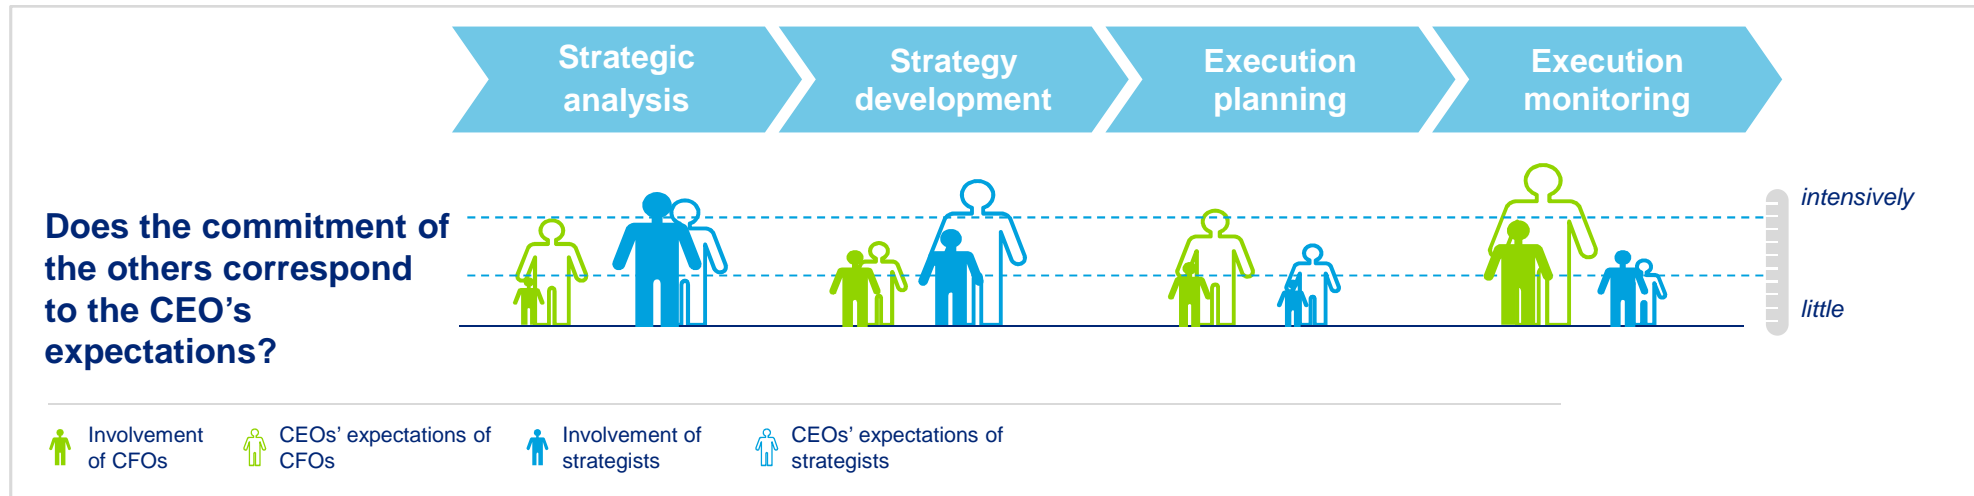 Strategic
analysis
Strategy
development
Execution
planning
Execution
monitoring
Does the commitment of
the others correspond
to the CEO’s
expectations?
intensively
little
Involvement
of CFOs
CEOs’ expectations of
CFOs
Involvement of
strategists
CEOs’ expectations of
strategists